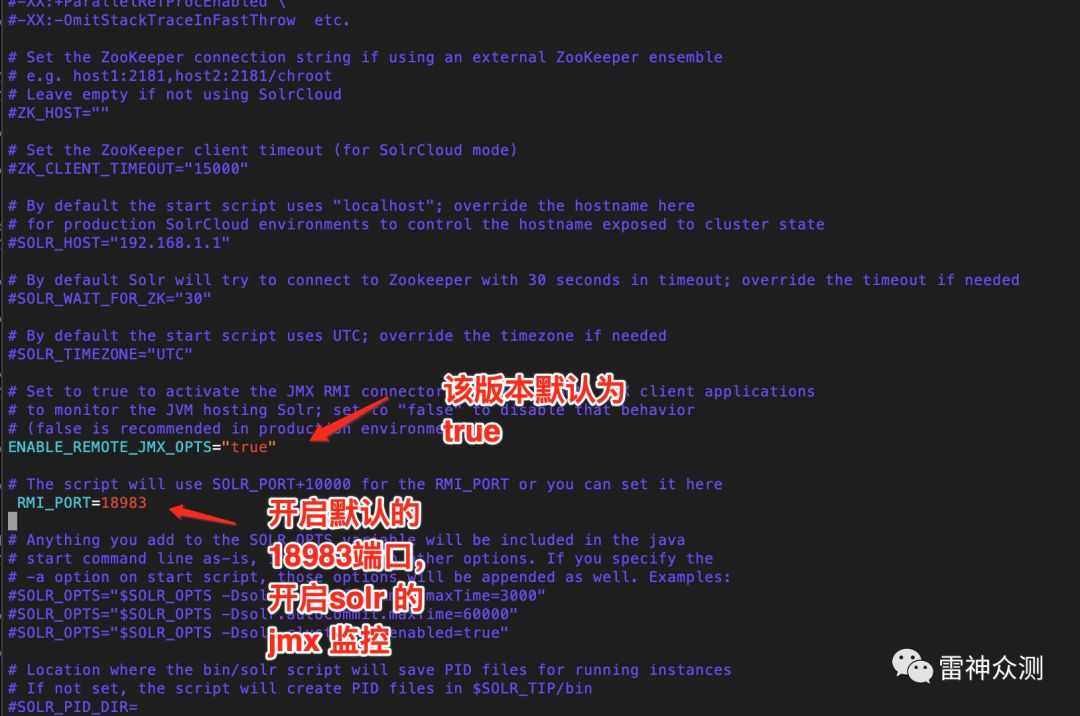 #-XX:+ParallelRefProcEnabled \
#-XX:-OmitStackTraceInFastThrow  etc.
# Set the ZooKeeper connection string if using an external ZooKeeper ensemble
# e.g. host1:2181,host2:2181/chroot
# Leave empty if not using SolrCloud
#ZK_HOST=""
# Set the ZooKeeper client timeout (for SolrCloud mode)
#ZK_CLIENT_TIMEOUT="15000"
# By default the start script uses "localhost"; override the hostname here
# for production SolrCloud environments to control the hostname exposed to cluster state
#SOLR_HOST="192.168.1.1"
# By default Solr will try to connect to Zookeeper with 30 seconds in timeout; override the timeout if needed
#SOLR_WAIT_FOR_ZK="30"
# By default the start script uses UTC; override the timezone if needed
#SOLR_TIMEZONE="UTC"
# Set to true to activate the JMX RMI connector client applications
# to monitor the JVM hosting Solr; set to "false" to disable that behavior
# (false is recommended in production environme
该版本默认为
true
ENABLE_REMOTE_JMX_OPTS="true"
# The script will use SOLR_PORT+10000 for the RMI_PORT or you can set it here
RMI_PORT=18983
开启默认的
18983端口，
开启solr 的
jmx 监控
# Anything you add to the SOLR_OPTS variable will be included in the java
# start command line as-is, ther options. If you specify the
# -a option on start script, those options will be appended as well. Examples:
#SOLR_OPTS="$SOLR_OPTS -Dsol maxTime=3000"
#SOLR_OPTS="$SOLR_OPTS -Dsolr.autoCommit.maxTime=60000"
#SOLR_OPTS="$SOLR_OPTS -Dsol enabled=true"
# Location where the bin/solr script will save PID files for running instances
# If not set, the script will create PID files in $SOLR_TIP/bin
#SOLR_PID_DIR=
雷神众测